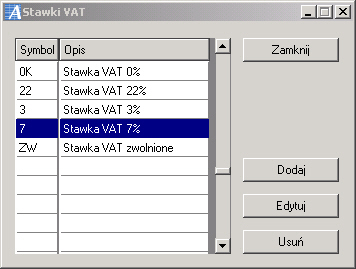 Stawki VAT
Symbol Opis
0K Stawka VAT 0%
22 Stawka VAT 22%
3 Stawka VAT 3%
7 Stawka VAT 7%
ZW Stawka VAT zwolnione
Zamknij
Dodaj
Edytuj
Usuń